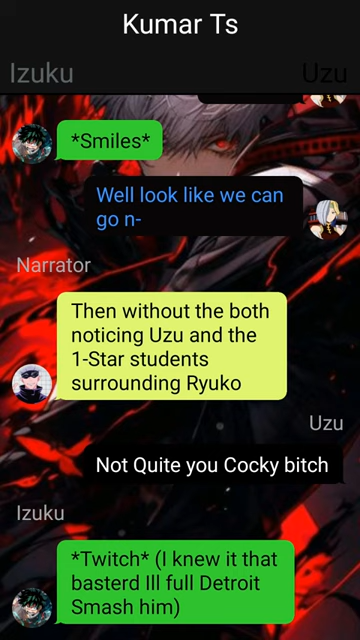 Kumar Ts
Izuku
Uzu
*Smiles*
Well look like we can
go n-
Narrator
Then without the both
noticing Uzu and the
1-Star students
surrounding Ryuko
Uzu
Not Quite you Cocky bitch
Izuku
*Twitch* (I knew it that
basterd Ill full Detroit
Smash him)